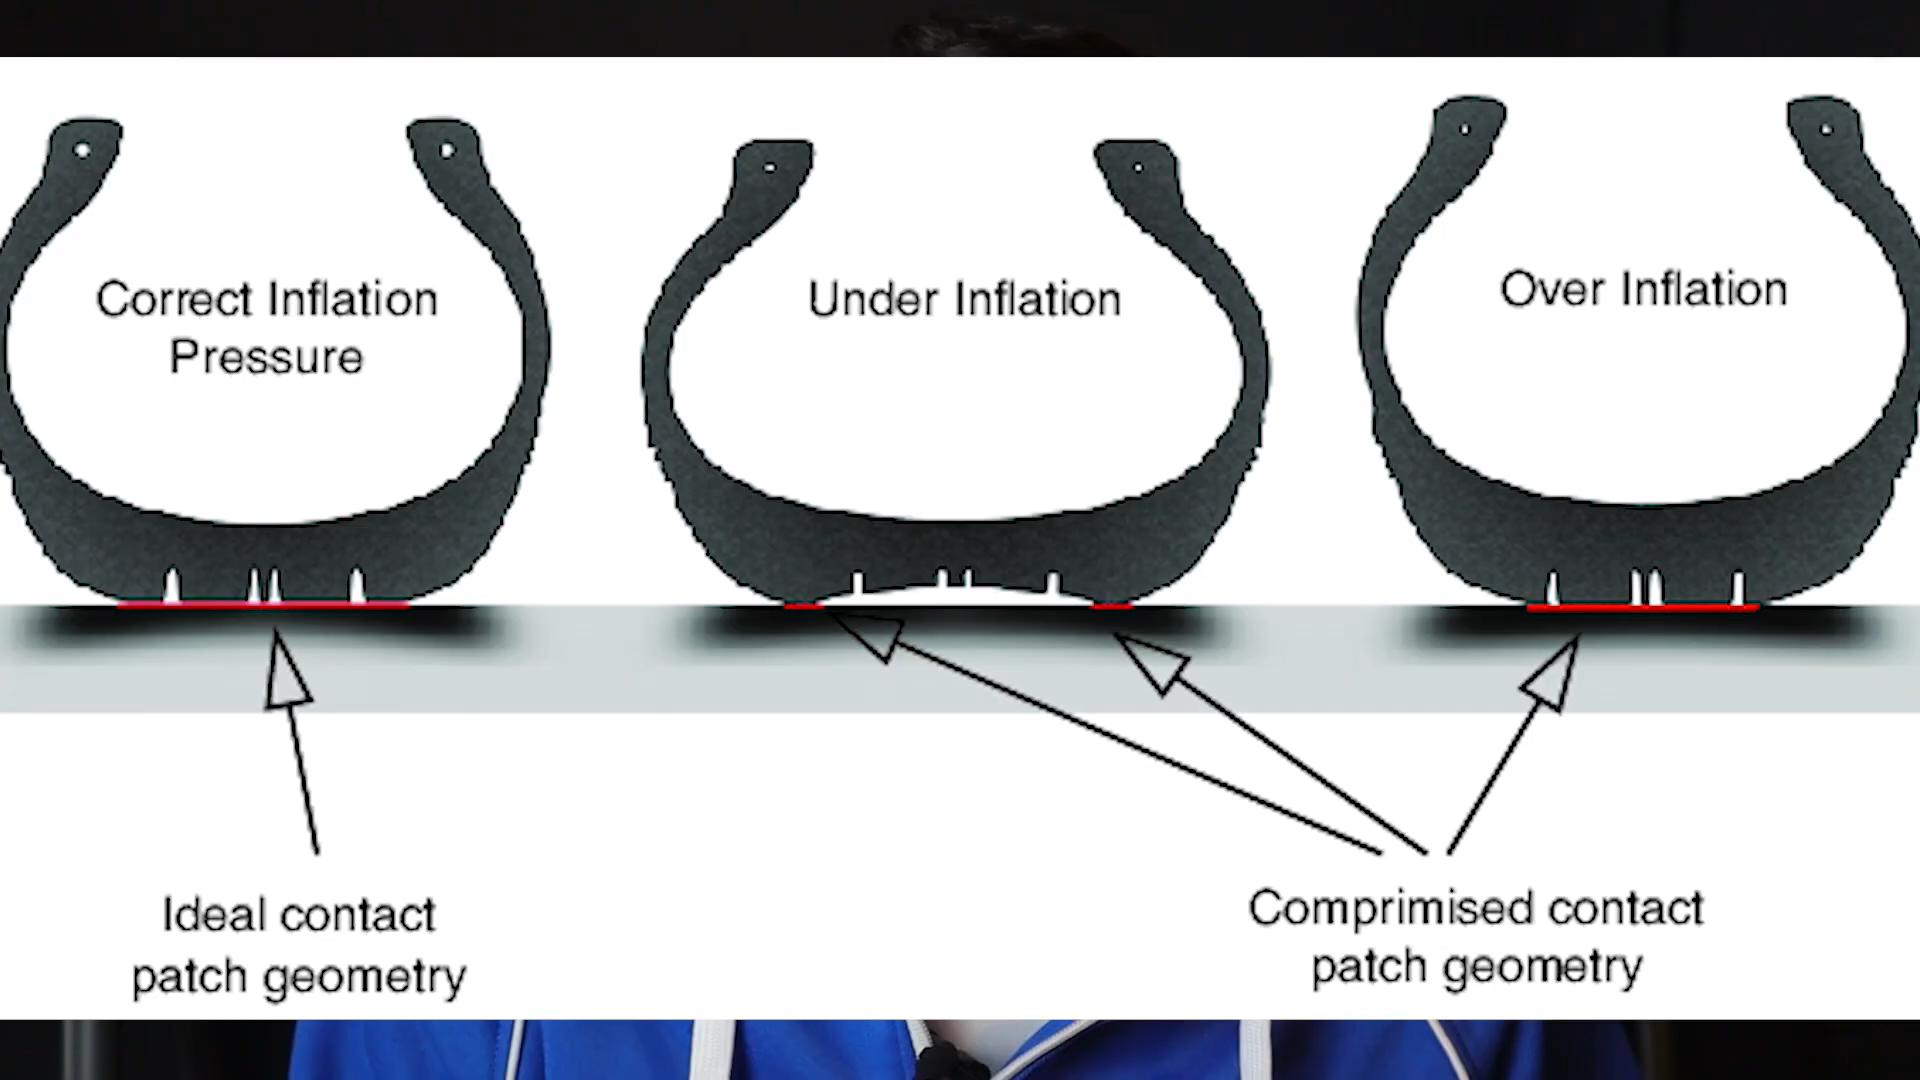 Correct Inflation
Pressure
Under Inflation
Over Inflation
Ideal contact
patch geometry
Comprimised contact
patch geometry